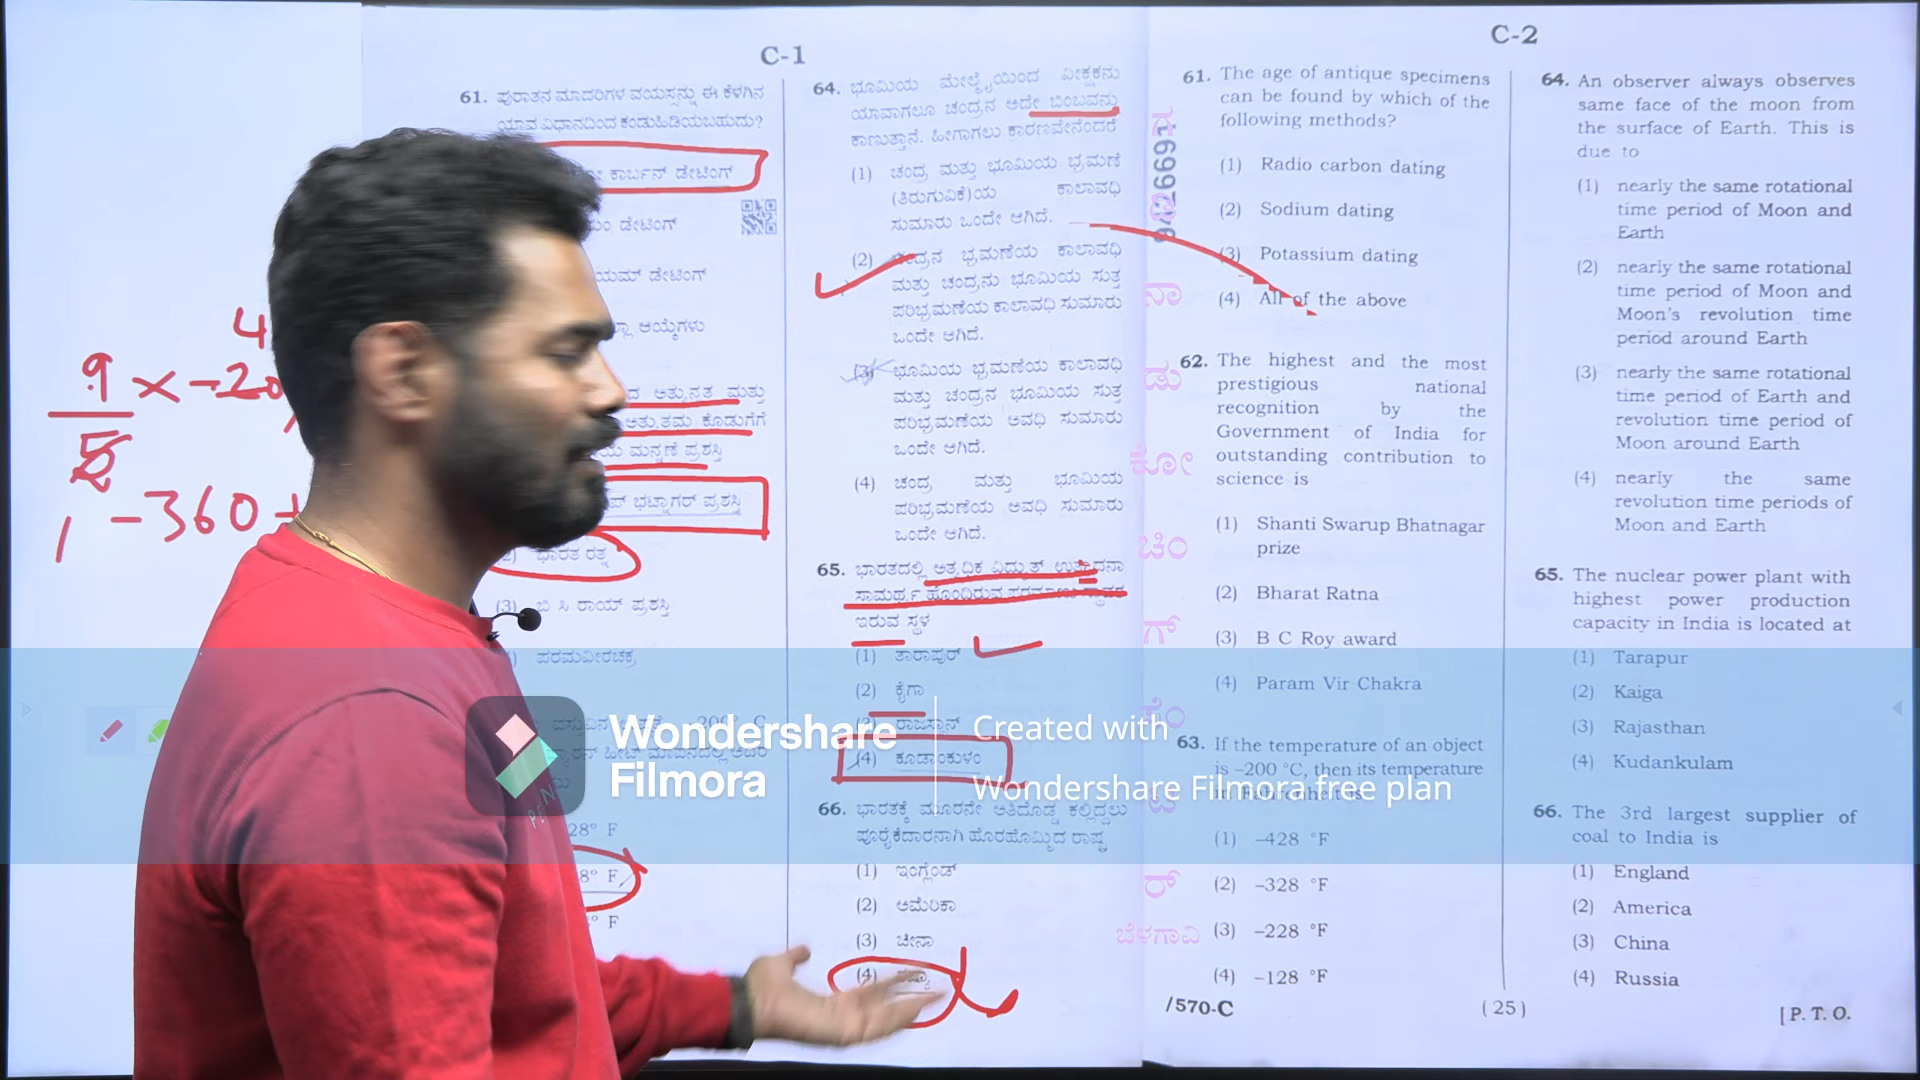 C-1
C-2
61. ಪುರಾತನ ಮಾದರಿಗಳ ವಯಸ್ಸನ್ನು ಈ ಕೆಳಗಿನ
ಯಾವ ವಿಧಾನದಿಂದ ಕಂಡುಹಿಡಿಯಬಹುದು?
ಕಾರ್ಬನ್ ಡೇಟಿಂಗ್
ಡೇಟಿಂಗ್
ಯಮ್ ಡೇಟಿಂಗ್
ಆಯ್ಕೆಗಳು
ದ ಅತ್ಯುನ್ನತ ಮತ್ತು
ಅತ್ಯುತ್ತಮ ಕೊಡುಗೆಗೆ
ಯ ಮನ್ನಣೆ ಪ್ರಶಸ್ತಿ
ಪ್ ಭಟ್ನಾಗರ್ ಪ್ರಶಸ್ತಿ
ಭಾರತ ರತ್ನ
(3) ಬಿ ಸಿ ರಾಯ್ ಪ್ರಶಸ್ತಿ
ಪರಮವೀರಚಕ್ರ
28° F
8° F
° F
4
9 × -20
5
1 -360 +
64. ಭೂಮಿಯ ಮೇಲ್ಮೈಯಿಂದ ವೀಕ್ಷಕನು
ಯಾವಾಗಲೂ ಚಂದ್ರನ ಅದೇ ಬಿಂಬವನ್ನು
ಕಾಣುತ್ತಾನೆ. ಹೀಗಾಗಲು ಕಾರಣವೇನೆಂದರೆ
(1) ಚಂದ್ರ ಮತ್ತು ಭೂಮಿಯ ಭ್ರಮಣೆ
(ತಿರುಗುವಿಕೆ)ಯ ಕಾಲಾವಧಿ
ಸುಮಾರು ಒಂದೇ ಆಗಿದೆ.
(2) ಚಂದ್ರನ ಭ್ರಮಣೆಯ ಕಾಲಾವಧಿ
ಮತ್ತು ಚಂದ್ರನು ಭೂಮಿಯ ಸುತ್ತ
ಪರಿಭ್ರಮಣೆಯ ಕಾಲಾವಧಿ ಸುಮಾರು
ಒಂದೇ ಆಗಿದೆ.
(3) ಭೂಮಿಯ ಭ್ರಮಣೆಯ ಕಾಲಾವಧಿ
ಮತ್ತು ಚಂದ್ರನ ಭೂಮಿಯ ಸುತ್ತ
ಪರಿಭ್ರಮಣೆಯ ಅವಧಿ ಸುಮಾರು
ಒಂದೇ ಆಗಿದೆ.
(4) ಚಂದ್ರ ಮತ್ತು ಭೂಮಿಯ
ಪರಿಭ್ರಮಣೆಯ ಅವಧಿ ಸುಮಾರು
ಒಂದೇ ಆಗಿದೆ.
65. ಭಾರತದಲ್ಲಿ ಅತ್ಯಧಿಕ ವಿದ್ಯುತ್ ಉತ್ಪಾದನಾ
ಸಾಮರ್ಥ್ಯ ಹೊಂದಿರುವ ಪರಮಾಣು ಸ್ಥಾವರ
ಇರುವ ಸ್ಥಳ
(1) ತಾರಾಪುರ್
(2) ಕೈಗಾ
(3) ರಾಜಸ್ಥಾನ್
(4) ಕೂಡಾಂಕುಳಂ
66. ಭಾರತಕ್ಕೆ ಮೂರನೇ ಅತಿದೊಡ್ಡ ಕಲ್ಲಿದ್ದಲು
ಪೂರೈಕೆದಾರನಾಗಿ ಹೊರಹೊಮ್ಮಿದ ರಾಷ್ಟ್ರ
(1) ಇಂಗ್ಲೆಂಡ್
(2) ಅಮೆರಿಕಾ
(3) ಚೀನಾ
(4) ರಷ್ಯಾ
ಬೆಳಗಾವಿ
61. The age of antique specimens
can be found by which of the
following methods?
(1) Radio carbon dating
(2) Sodium dating
(3) Potassium dating
(4) All of the above
62. The highest and the most
prestigious national
recognition by the
Government of India for
outstanding contribution to
science is
(1) Shanti Swarup Bhatnagar
prize
(2) Bharat Ratna
(3) B C Roy award
(4) Param Vir Chakra
63. If the temperature of an object
is –200 °C, then its temperature
(1) –428 °F
(2) –328 °F
(3) –228 °F
(4) –128 °F
/570-C
64. An observer always observes
same face of the moon from
the surface of Earth. This is
due to
(1) nearly the same rotational
time period of Moon and
Earth
(2) nearly the same rotational
time period of Moon and
Moon's revolution time
period around Earth
(3) nearly the same rotational
time period of Earth and
revolution time period of
Moon around Earth
(4) nearly the same
revolution time periods of
Moon and Earth
65. The nuclear power plant with
highest power production
capacity in India is located at
(1) Tarapur
(2) Kaiga
(3) Rajasthan
(4) Kudankulam
66. The 3rd largest supplier of
coal to India is
(1) England
(2) America
(3) China
(4) Russia
(25)
[P. T. O.
Wondershare
Filmora
Created with
Wondershare Filmora free plan